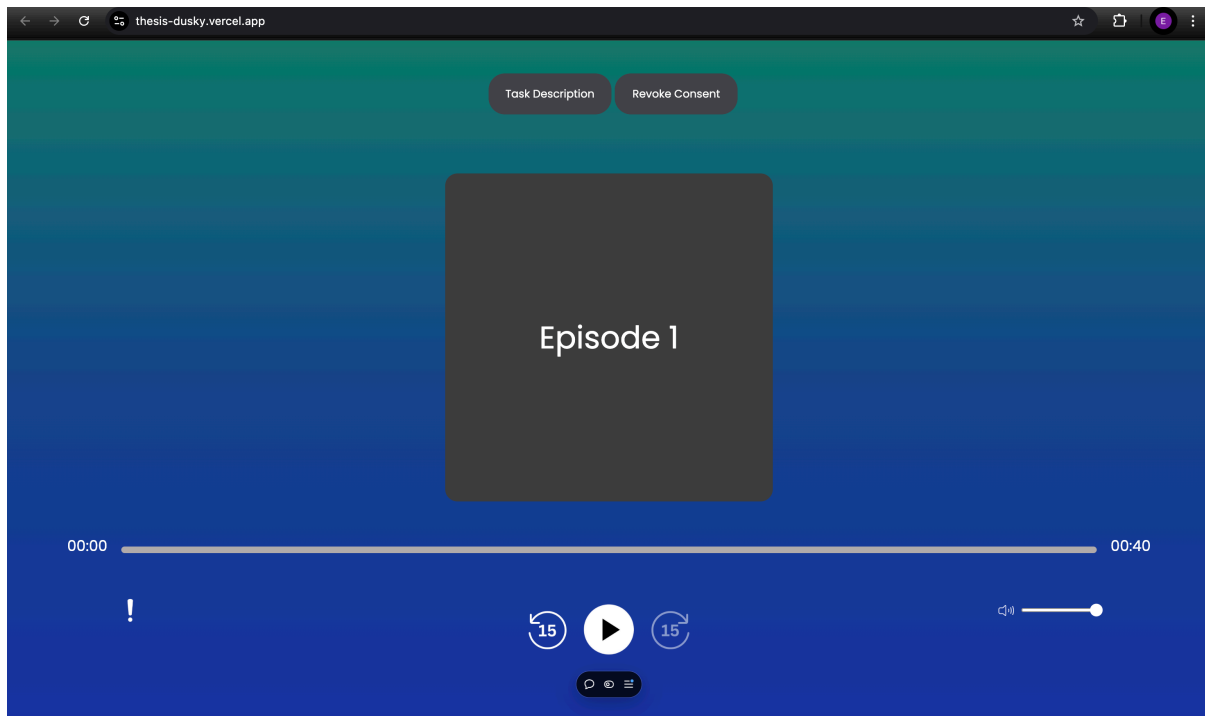 thesis-dusky.vercel.app
E
Task Description Revoke Consent
Episode 1
00:00 00:40
!
15 15